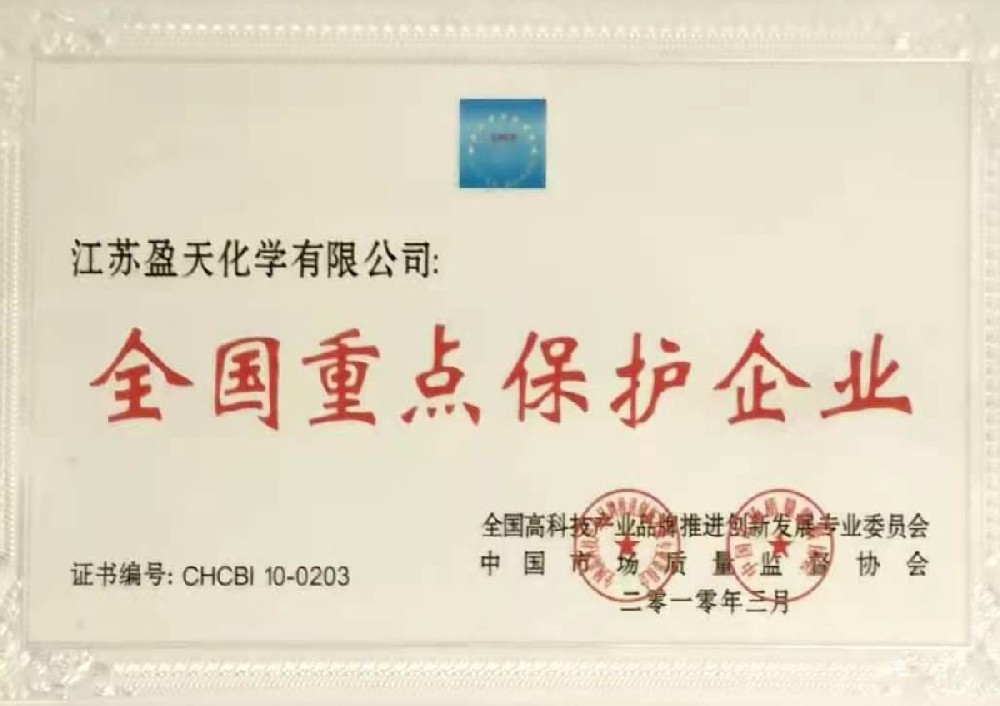 江苏盈天化学有限公司:
全国重点保护企业
全国高科技产业品牌推进创新发展专业委员会
中国市场质量监督协会
证书编号: CHCBI 10-0203
二零一零年三月